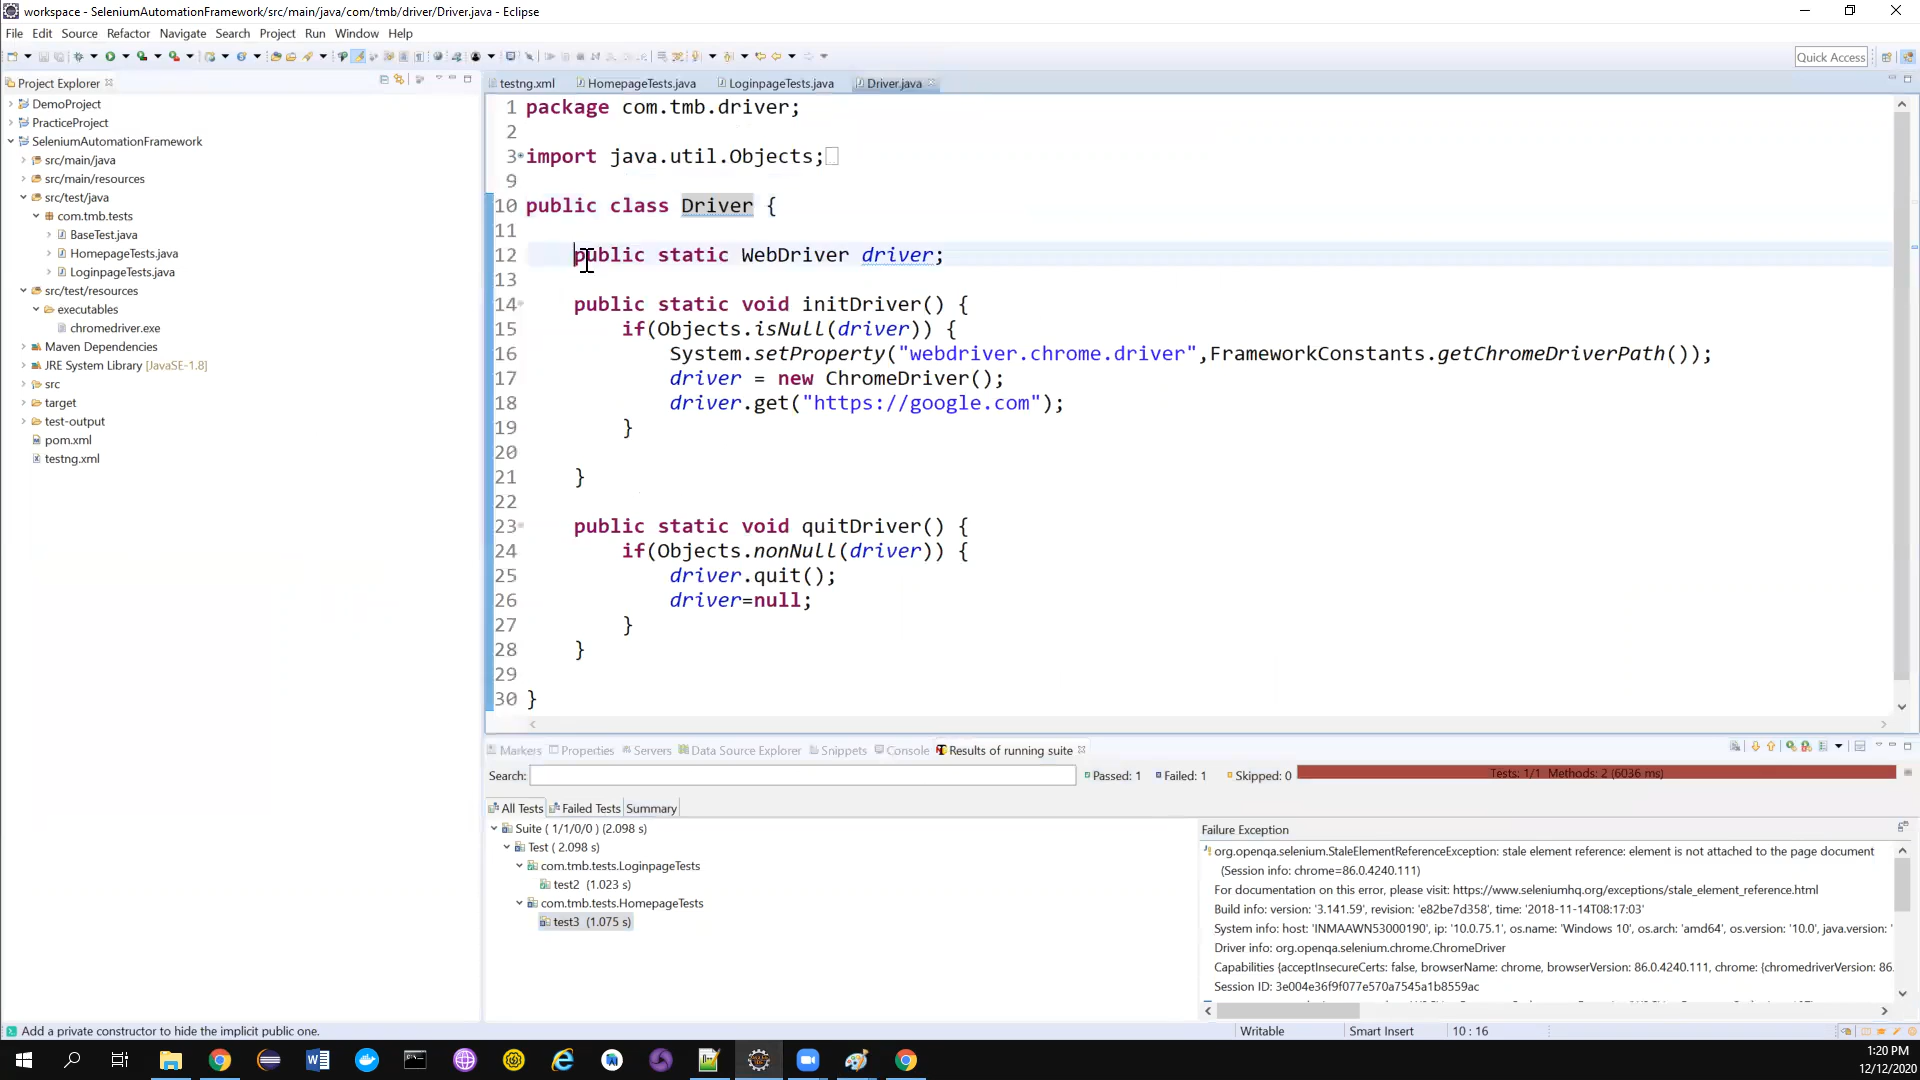 workspace - SeleniumAutomationFramework/src/main/java/com/tmb/driver/Driver.java - Eclipse
File Edit Source Refactor Navigate Search Project Run Window Help
Quick Access
Project Explorer
DemoProject
PracticeProject
SeleniumAutomationFramework
src/main/java
src/main/resources
src/test/java
com.tmb.tests
BaseTest.java
HomepageTests.java
LoginpageTests.java
src/test/resources
executables
chromedriver.exe
Maven Dependencies
JRE System Library [JavaSE-1.8]
src
target
test-output
pom.xml
testng.xml
testng.xml HomepageTests.java LoginpageTests.java Driver.java
1 package com.tmb.driver;
2
3 import java.util.Objects;
9
10 public class Driver {
11
12 public static WebDriver driver;
13
14 public static void initDriver() {
15 if(Objects.isNull(driver)) {
16 System.setProperty("webdriver.chrome.driver",FrameworkConstants.getChromeDriverPath());
17 driver = new ChromeDriver();
18 driver.get("https://google.com");
19 }
20
21 }
22
23 public static void quitDriver() {
24 if(Objects.nonNull(driver)) {
25 driver.quit();
26 driver=null;
27 }
28 }
29
30 }
Markers Properties Servers Data Source Explorer Snippets Console Results of running suite
Search: Passed: 1 Failed: 1 Skipped: 0 Tests: 1/1 Methods: 2 (6036 ms)
All Tests Failed Tests Summary
Suite ( 1/1/0/0 ) (2.098 s)
Test ( 2.098 s)
com.tmb.tests.LoginpageTests
test2 (1.023 s)
com.tmb.tests.HomepageTests
test3 (1.075 s)
Failure Exception
org.openqa.selenium.StaleElementReferenceException: stale element reference: element is not attached to the page document
(Session info: chrome=86.0.4240.111)
For documentation on this error, please visit: https://www.seleniumhq.org/exceptions/stale_element_reference.html
Build info: version: '3.141.59', revision: 'e82be7d358', time: '2018-11-14T08:17:03'
System info: host: 'INMAAWN53000190', ip: '10.0.75.1', os.name: 'Windows 10', os.arch: 'amd64', os.version: '10.0', java.version: '
Driver info: org.openqa.selenium.chrome.ChromeDriver
Capabilities {acceptInsecureCerts: false, browserName: chrome, browserVersion: 86.0.4240.111, chrome: {chromedriverVersion: 86.
Session ID: 3e004e36f9f077e570a7545a1b8559ac
Add a private constructor to hide the implicit public one.
Writable Smart Insert 10 : 16
1:20 PM
12/12/2020